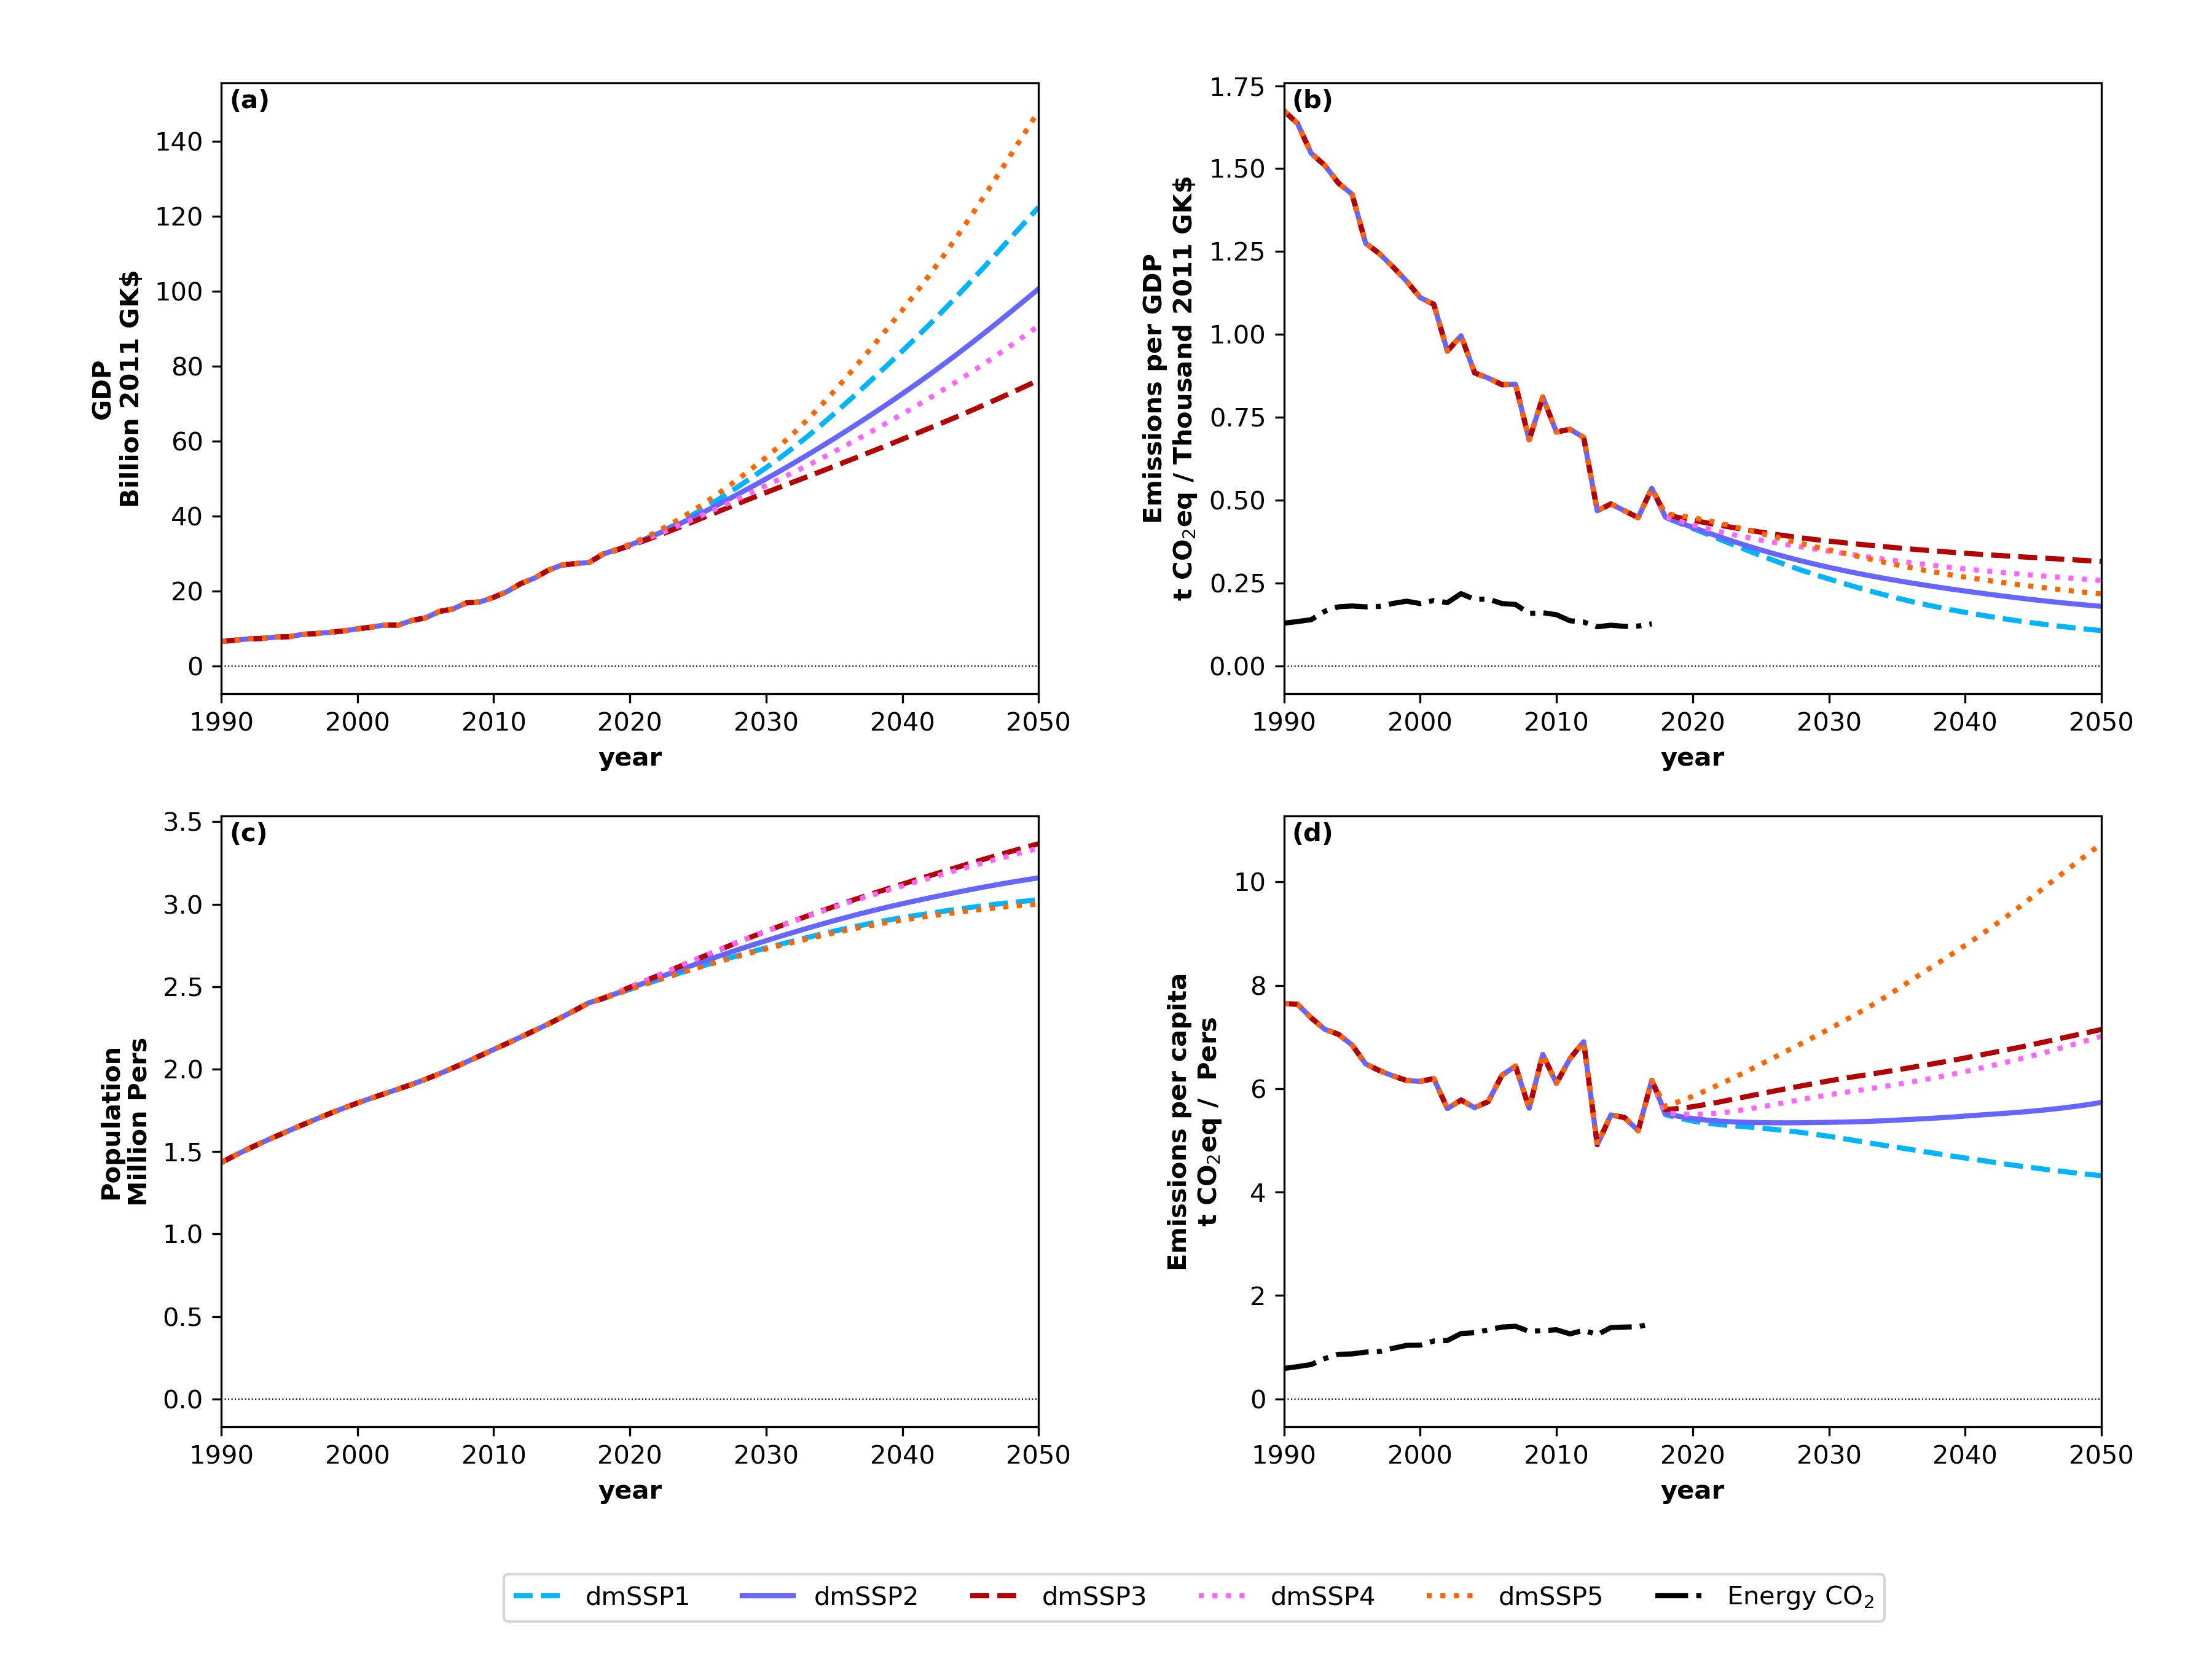 (a)
140
120
100
80
60
40
20
0
GDP
Billion 2011 GK$
1990 2000 2010 2020 2030 2040 2050
year
(b)
1.75
1.50
1.25
1.00
0.75
0.50
0.25
0.00
Emissions per GDP
t CO₂eq / Thousand 2011 GK$
1990 2000 2010 2020 2030 2040 2050
year
(c)
3.5
3.0
2.5
2.0
1.5
1.0
0.5
0.0
Population
Million Pers
1990 2000 2010 2020 2030 2040 2050
year
(d)
10
8
6
4
2
0
Emissions per capita
t CO₂eq / Pers
1990 2000 2010 2020 2030 2040 2050
year
dmSSP1 dmSSP2 dmSSP3 dmSSP4 dmSSP5 Energy CO₂